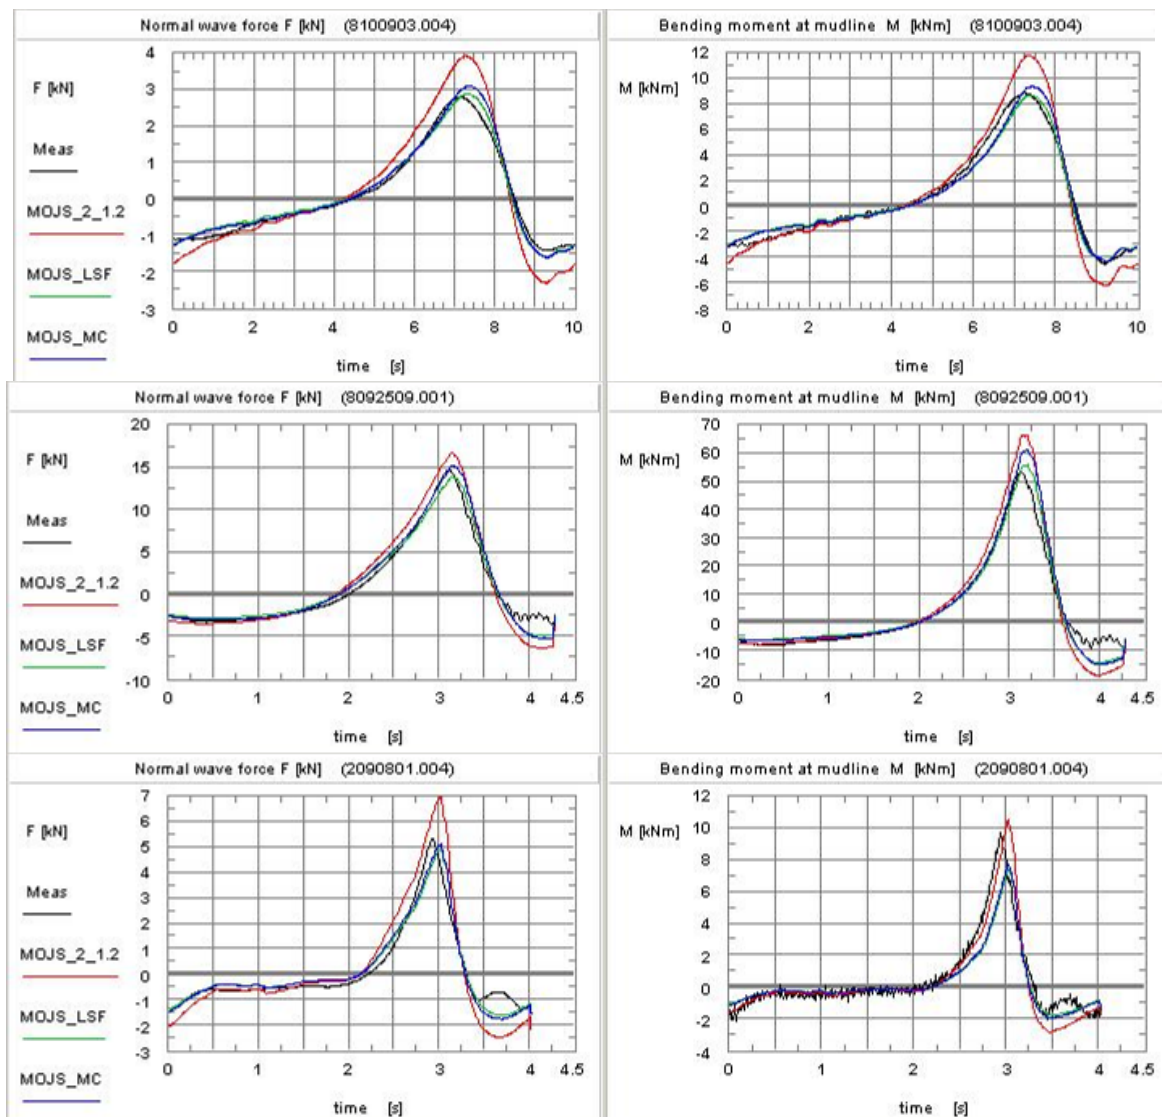 Normal wave force F [kN] (8100903.004)
F [kN]
Meas
MOJS_2_1.2
MOJS_LSF
MOJS_MC
4
3
2
1
0
-1
-2
-3
0 2 4 6 8 10
time [s]
Bending moment at mudline M [kNm] (8100903.004)
M [kNm]
12
10
8
6
4
2
0
-2
-4
-6
-8
0 2 4 6 8 10
time [s]
Normal wave force F [kN] (8092509.001)
F [kN]
Meas
MOJS_2_1.2
MOJS_LSF
MOJS_MC
20
15
10
5
0
-5
-10
0 1 2 3 4 4.5
time [s]
Bending moment at mudline M [kNm] (8092509.001)
M [kNm]
70
60
50
40
30
20
10
0
-10
-20
0 1 2 3 4 4.5
time [s]
Normal wave force F [kN] (2090801.004)
F [kN]
Meas
MOJS_2_1.2
MOJS_LSF
MOJS_MC
7
6
5
4
3
2
1
0
-1
-2
-3
0 1 2 3 4 4.5
time [s]
Bending moment at mudline M [kNm] (2090801.004)
M [kNm]
12
10
8
6
4
2
0
-2
-4
0 1 2 3 4 4.5
time [s]